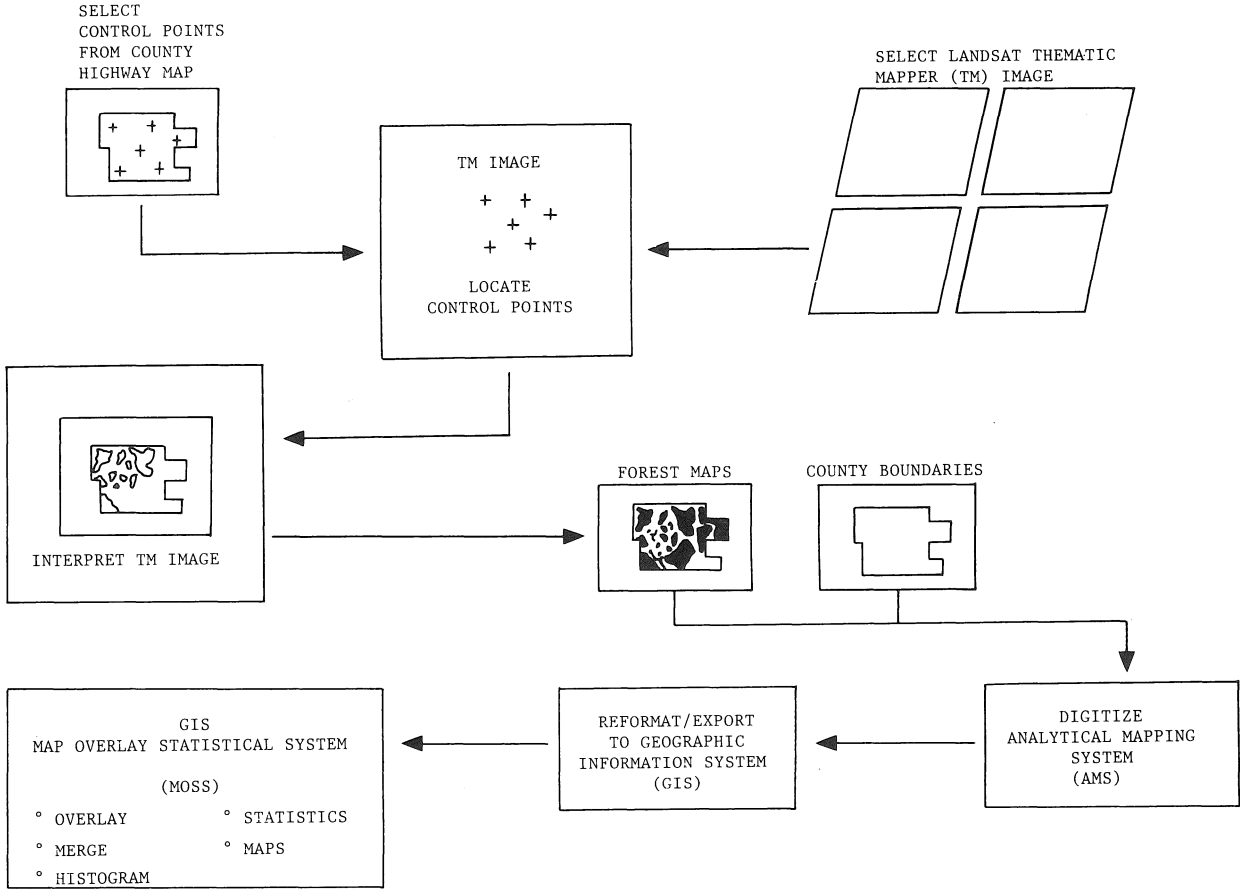 SELECT
CONTROL POINTS
FROM COUNTY
HIGHWAY MAP
SELECT LANDSAT THEMATIC
MAPPER (TM) IMAGE
TM IMAGE
LOCATE
CONTROL POINTS
INTERPRET TM IMAGE
FOREST MAPS
COUNTY BOUNDARIES
DIGITIZE
ANALYTICAL MAPPING
SYSTEM
(AMS)
REFORMAT/EXPORT
TO GEOGRAPHIC
INFORMATION SYSTEM
(GIS)
GIS
MAP OVERLAY STATISTICAL SYSTEM
(MOSS)
° OVERLAY
° MERGE
° HISTOGRAM
° STATISTICS
° MAPS